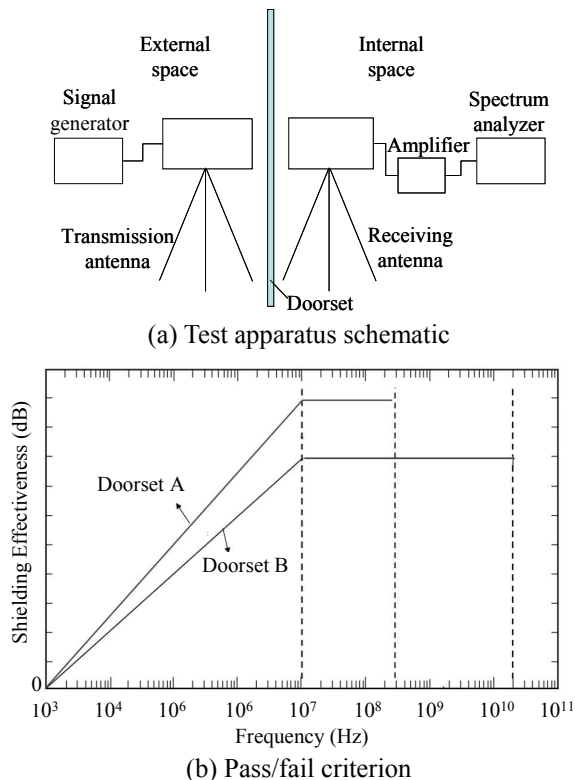 External
space
Internal
space
Signal
generator
Spectrum
analyzer
Amplifier
Transmission
antenna
Receiving
antenna
Doorset
(a) Test apparatus schematic
Shielding Effectiveness (dB)
Doorset A
Doorset B
0
10³ 10⁴ 10⁶ 10⁶ 10⁷ 10⁸ 10⁹ 10¹⁰ 10¹¹
Frequency (Hz)
(b) Pass/fail criterion